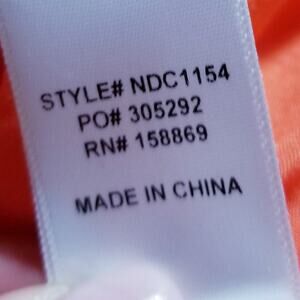 STYLE# NDC1154
PO# 305292
RN# 158869
MADE IN CHINA